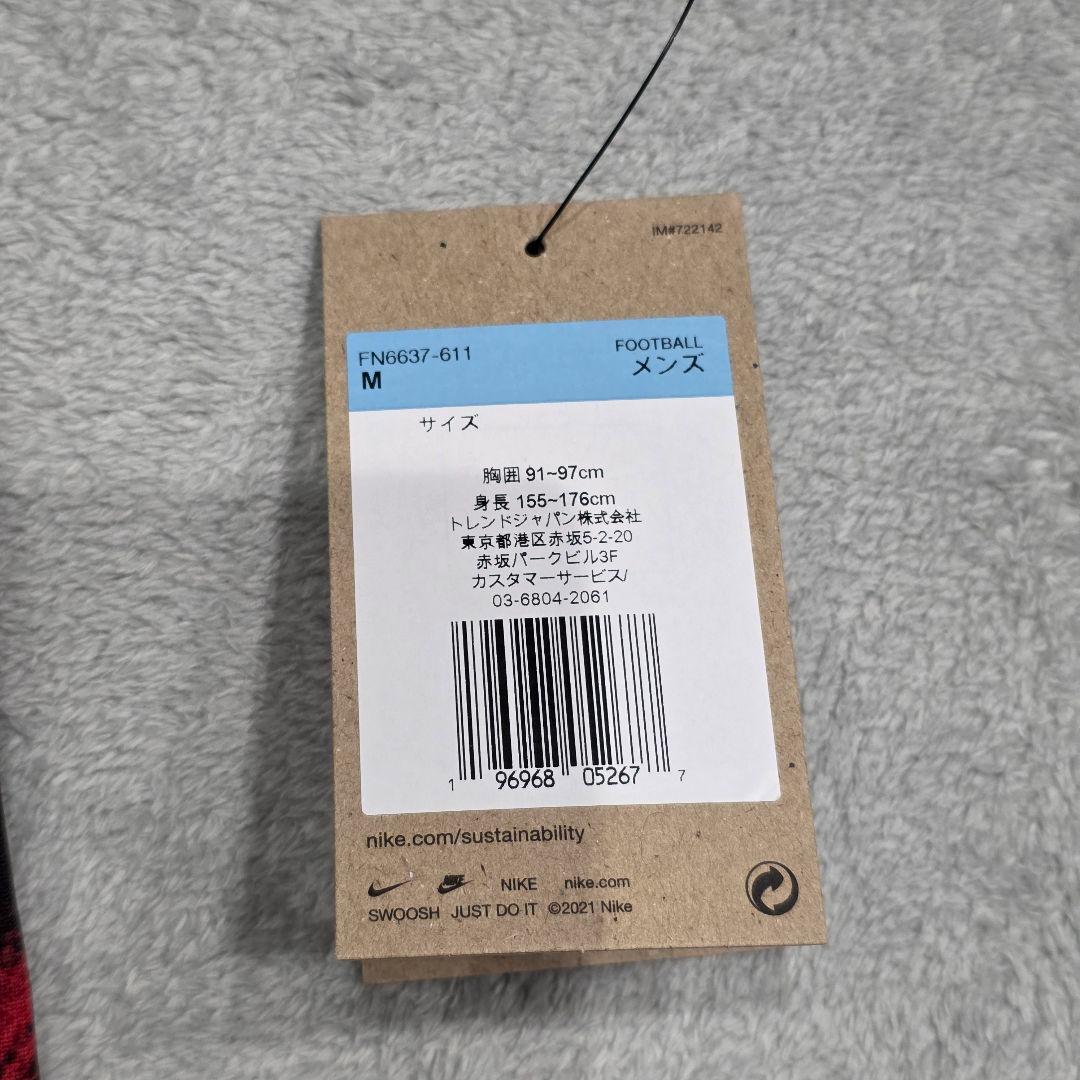 IM#722142
FN6637-611
FOOTBALL
M
メンズ
サイズ
胸囲 91~97cm
身長 155~176cm
トレンドジャパン株式会社
東京都港区赤坂5-2-20
赤坂パークビル3F
カスタマーサービス/
03-6804-2061
1 96968 05267 7
nike.com/sustainability
NIKE nike.com
SWOOSH JUST DO IT ©2021 Nike